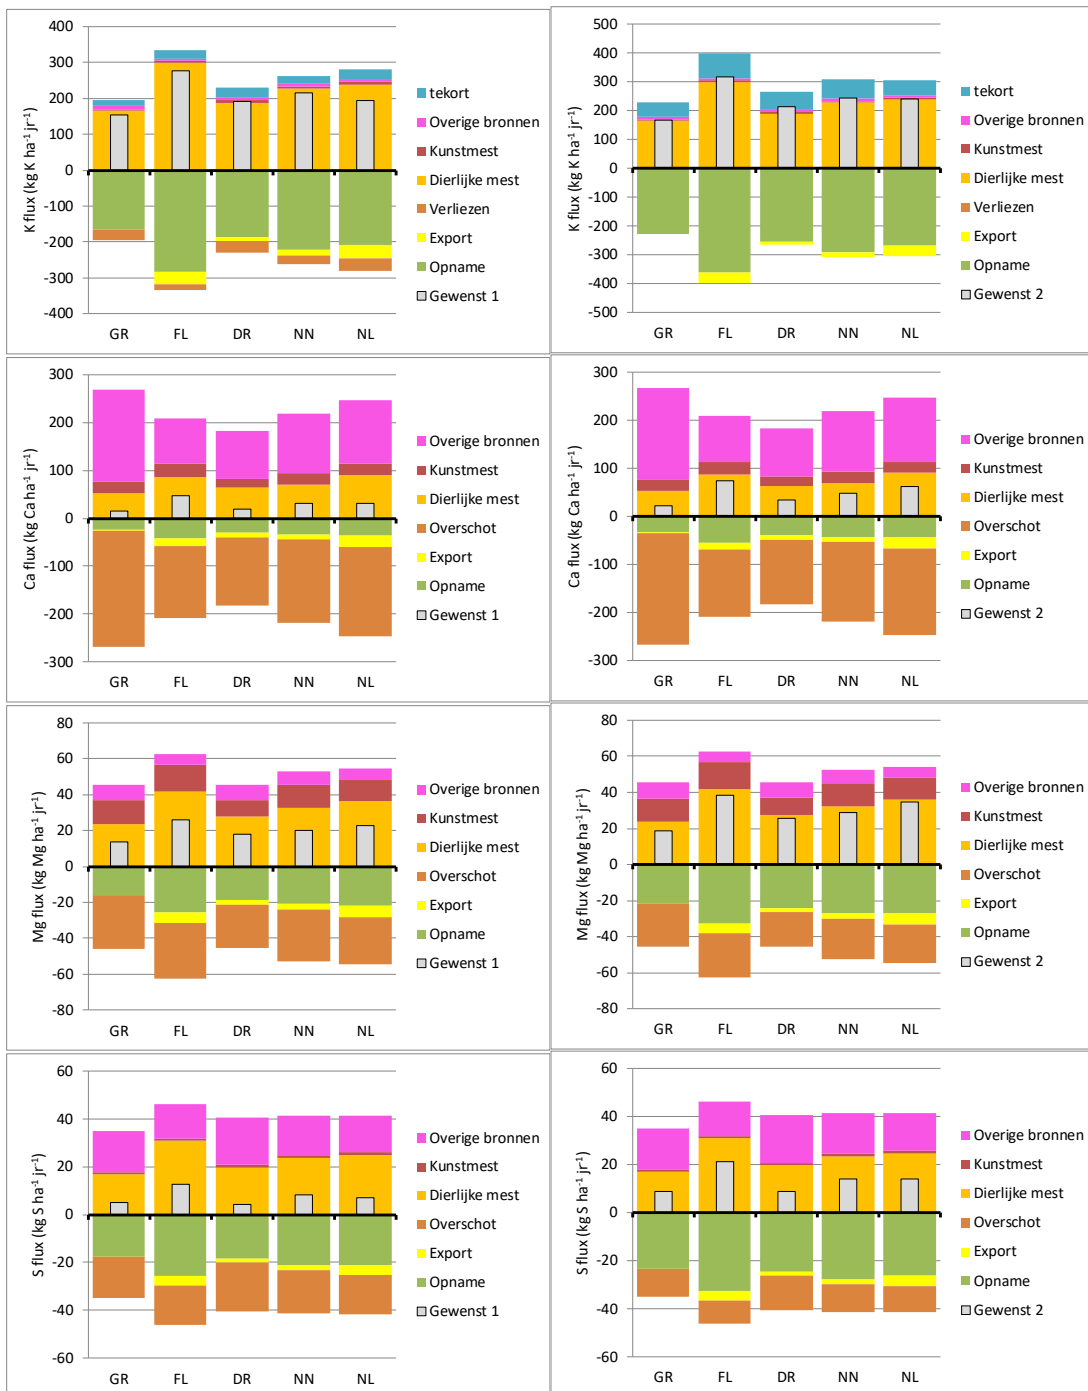 K flux (kg K ha⁻¹ jr⁻¹)
400
300
200
100
0
-100
-200
-300
-400
GR FL DR NN NL
tekort
Overige bronnen
Kunstmest
Dierlijke mest
Verliezen
Export
Opname
Gewenst 1
K flux (kg K ha⁻¹ jr⁻¹)
500
400
300
200
100
0
-100
-200
-300
-400
-500
GR FL DR NN NL
tekort
Overige bronnen
Kunstmest
Dierlijke mest
Verliezen
Export
Opname
Gewenst 2
Ca flux (kg Ca ha⁻¹ jr⁻¹)
300
200
100
0
-100
-200
-300
GR FL DR NN NL
Overige bronnen
Kunstmest
Dierlijke mest
Overschot
Export
Opname
Gewenst 1
Ca flux (kg Ca ha⁻¹ jr⁻¹)
300
200
100
0
-100
-200
-300
GR FL DR NN NL
Overige bronnen
Kunstmest
Dierlijke mest
Overschot
Export
Opname
Gewenst 2
Mg flux (kg Mg ha⁻¹ jr⁻¹)
80
60
40
20
0
-20
-40
-60
-80
GR FL DR NN NL
Overige bronnen
Kunstmest
Dierlijke mest
Overschot
Export
Opname
Gewenst 1
Mg flux (kg Mg ha⁻¹ jr⁻¹)
80
60
40
20
0
-20
-40
-60
-80
GR FL DR NN NL
Overige bronnen
Kunstmest
Dierlijke mest
Overschot
Export
Opname
Gewenst 2
S flux (kg S ha⁻¹ jr⁻¹)
60
40
20
0
-20
-40
-60
GR FL DR NN NL
Overige bronnen
Kunstmest
Dierlijke mest
Overschot
Export
Opname
Gewenst 1
S flux (kg S ha⁻¹ jr⁻¹)
60
40
20
0
-20
-40
-60
GR FL DR NN NL
Overige bronnen
Kunstmest
Dierlijke mest
Overschot
Export
Opname
Gewenst 2